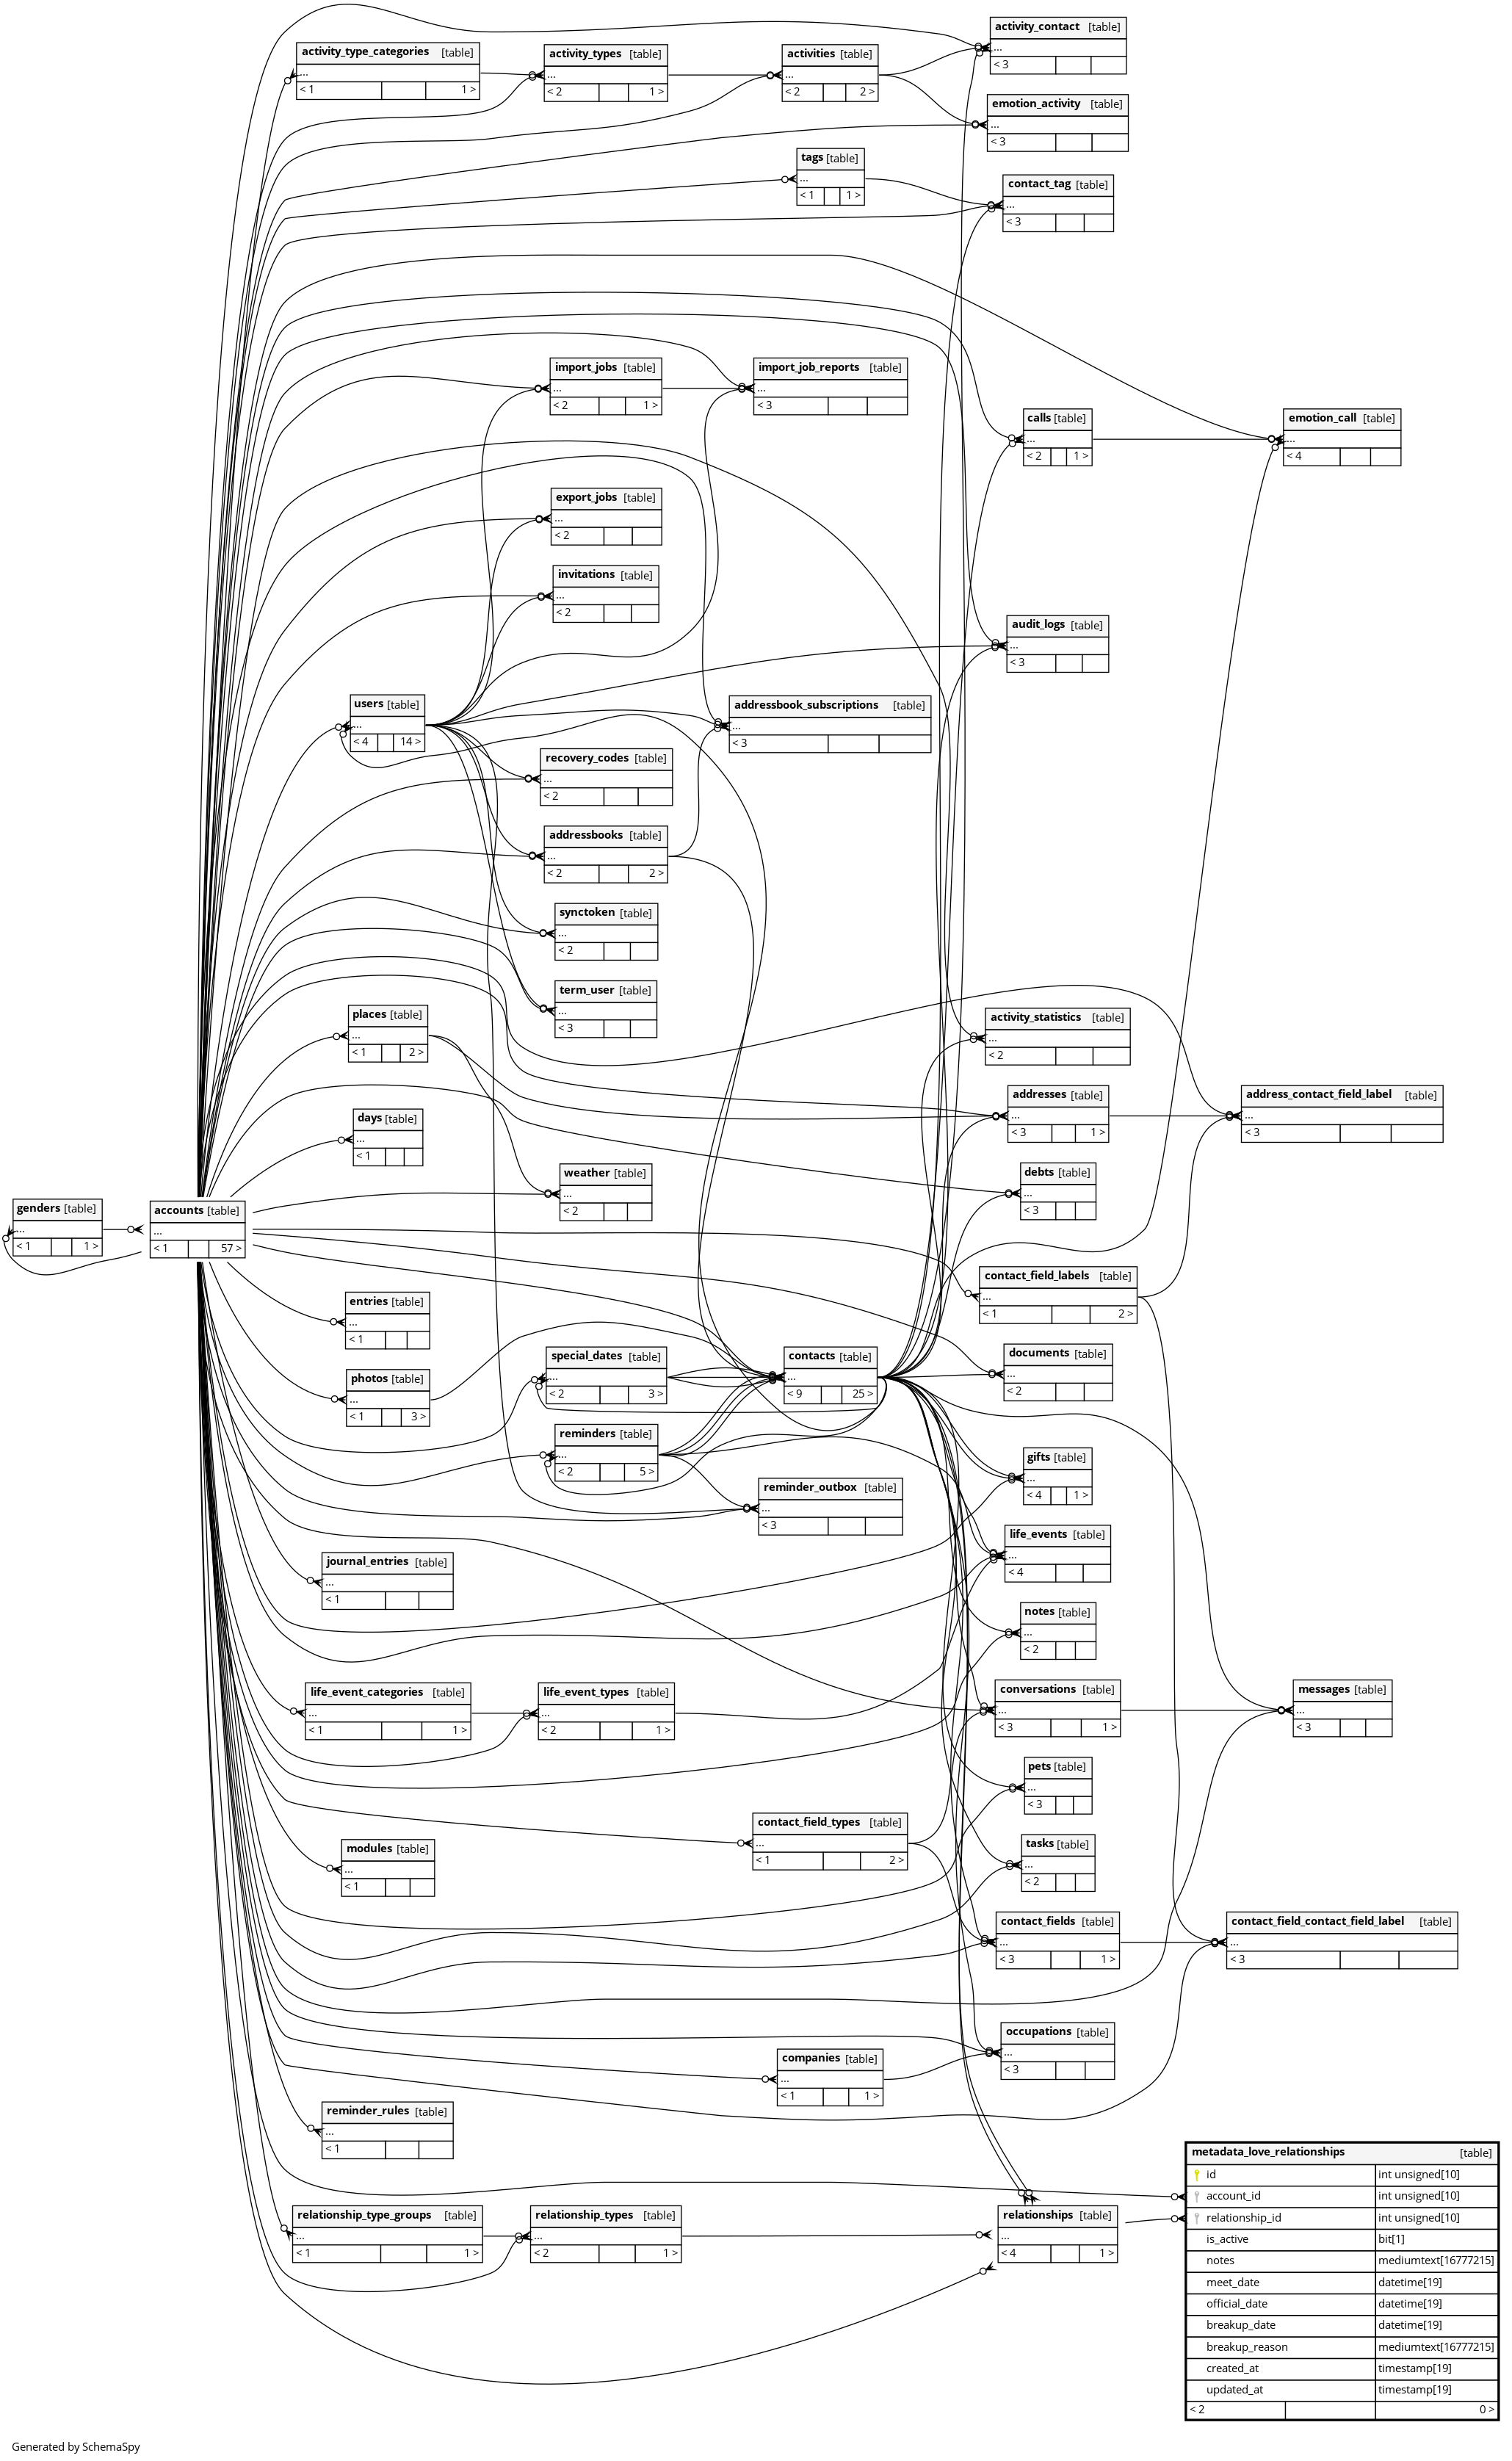 activity_contact [table]
...
< 3
activity_type_categories [table]
...
< 1 1 >
activity_types [table]
...
< 2 1 >
activities [table]
...
< 2 2 >
emotion_activity [table]
...
< 3
tags [table]
...
< 1 1 >
contact_tag [table]
...
< 3
import_jobs [table]
...
< 2 1 >
import_job_reports [table]
...
< 3
calls [table]
...
< 2 1 >
emotion_call [table]
...
< 4
export_jobs [table]
...
< 2
invitations [table]
...
< 2
audit_logs [table]
...
< 3
users [table]
...
< 4 14 >
addressbook_subscriptions [table]
...
< 3
recovery_codes [table]
...
< 2
addressbooks [table]
...
< 2 2 >
synctoken [table]
...
< 2
term_user [table]
...
< 3
places [table]
...
< 1 2 >
activity_statistics [table]
...
< 2
addresses [table]
...
< 3 1 >
address_contact_field_label [table]
...
< 3
days [table]
...
< 1
weather [table]
...
< 2
debts [table]
...
< 3
genders [table]
...
< 1 1 >
accounts [table]
...
< 1 57 >
contact_field_labels [table]
...
< 1 2 >
entries [table]
...
< 1
special_dates [table]
...
< 2 3 >
contacts [table]
...
< 9 25 >
documents [table]
...
< 2
photos [table]
...
< 1 3 >
reminders [table]
...
< 2 5 >
gifts [table]
...
< 4 1 >
reminder_outbox [table]
...
< 3
life_events [table]
...
< 4
journal_entries [table]
...
< 1
notes [table]
...
< 2
life_event_categories [table]
...
< 1 1 >
life_event_types [table]
...
< 2 1 >
conversations [table]
...
< 3 1 >
messages [table]
...
< 3
pets [table]
...
< 3
contact_field_types [table]
...
< 1 2 >
modules [table]
...
< 1
tasks [table]
...
< 2
contact_fields [table]
...
< 3 1 >
contact_field_contact_field_label [table]
...
< 3
occupations [table]
...
< 3
companies [table]
...
< 1 1 >
reminder_rules [table]
...
< 1
relationship_type_groups [table]
...
< 1 1 >
relationship_types [table]
...
< 2 1 >
relationships [table]
...
< 4 1 >
metadata_love_relationships [table]
id int unsigned[10]
account_id int unsigned[10]
relationship_id int unsigned[10]
is_active bit[1]
notes mediumtext[16777215]
meet_date datetime[19]
official_date datetime[19]
breakup_date datetime[19]
breakup_reason mediumtext[16777215]
created_at timestamp[19]
updated_at timestamp[19]
< 2 0 >
Generated by SchemaSpy